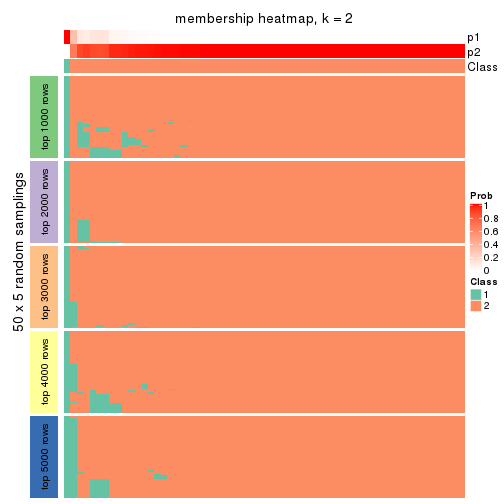 membership heatmap, k = 2
p1
p2
Class
50 x 5 random samplings
top 1000 rows
top 2000 rows
top 3000 rows
top 4000 rows
top 5000 rows
Prob
1
0.8
0.6
0.4
0.2
0
Class
1
2